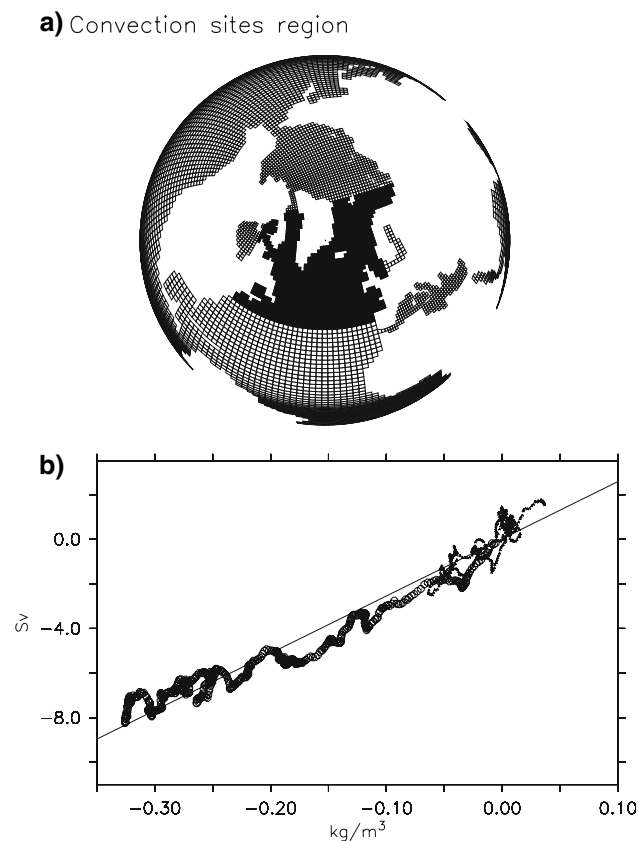 a) Convection sites region
b)
0.0
-4.0
-8.0
Sv
-0.30 -0.20 -0.10 0.00 0.10
kg/m³